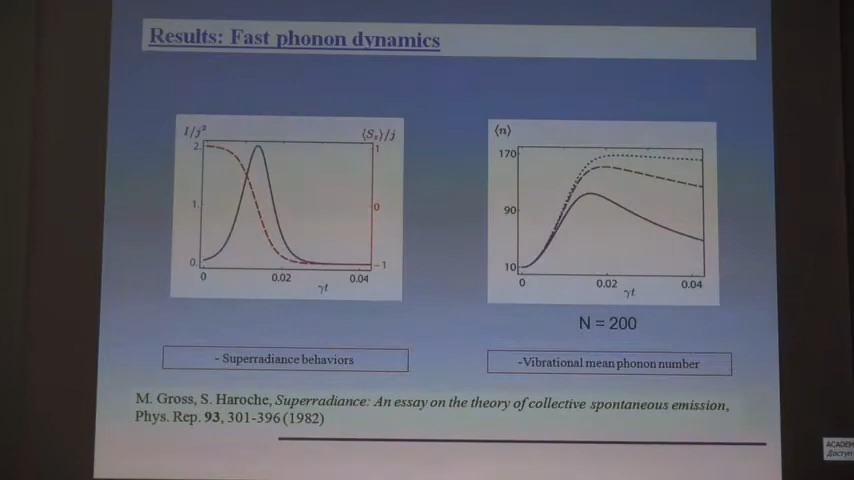 Results: Fast phonon dynamics
I/j²
⟨S_z⟩/j
2.
1.
0.
1
0
-1
0
0.02
0.04
γt
⟨n⟩
170
90
10
0
0.02
0.04
γt
N = 200
- Superradiance behaviors
-Vibrational mean phonon number
M. Gross, S. Haroche, Superradiance: An essay on the theory of collective spontaneous emission,
Phys. Rep. 93, 301-396 (1982)
ACADEM
Доступ